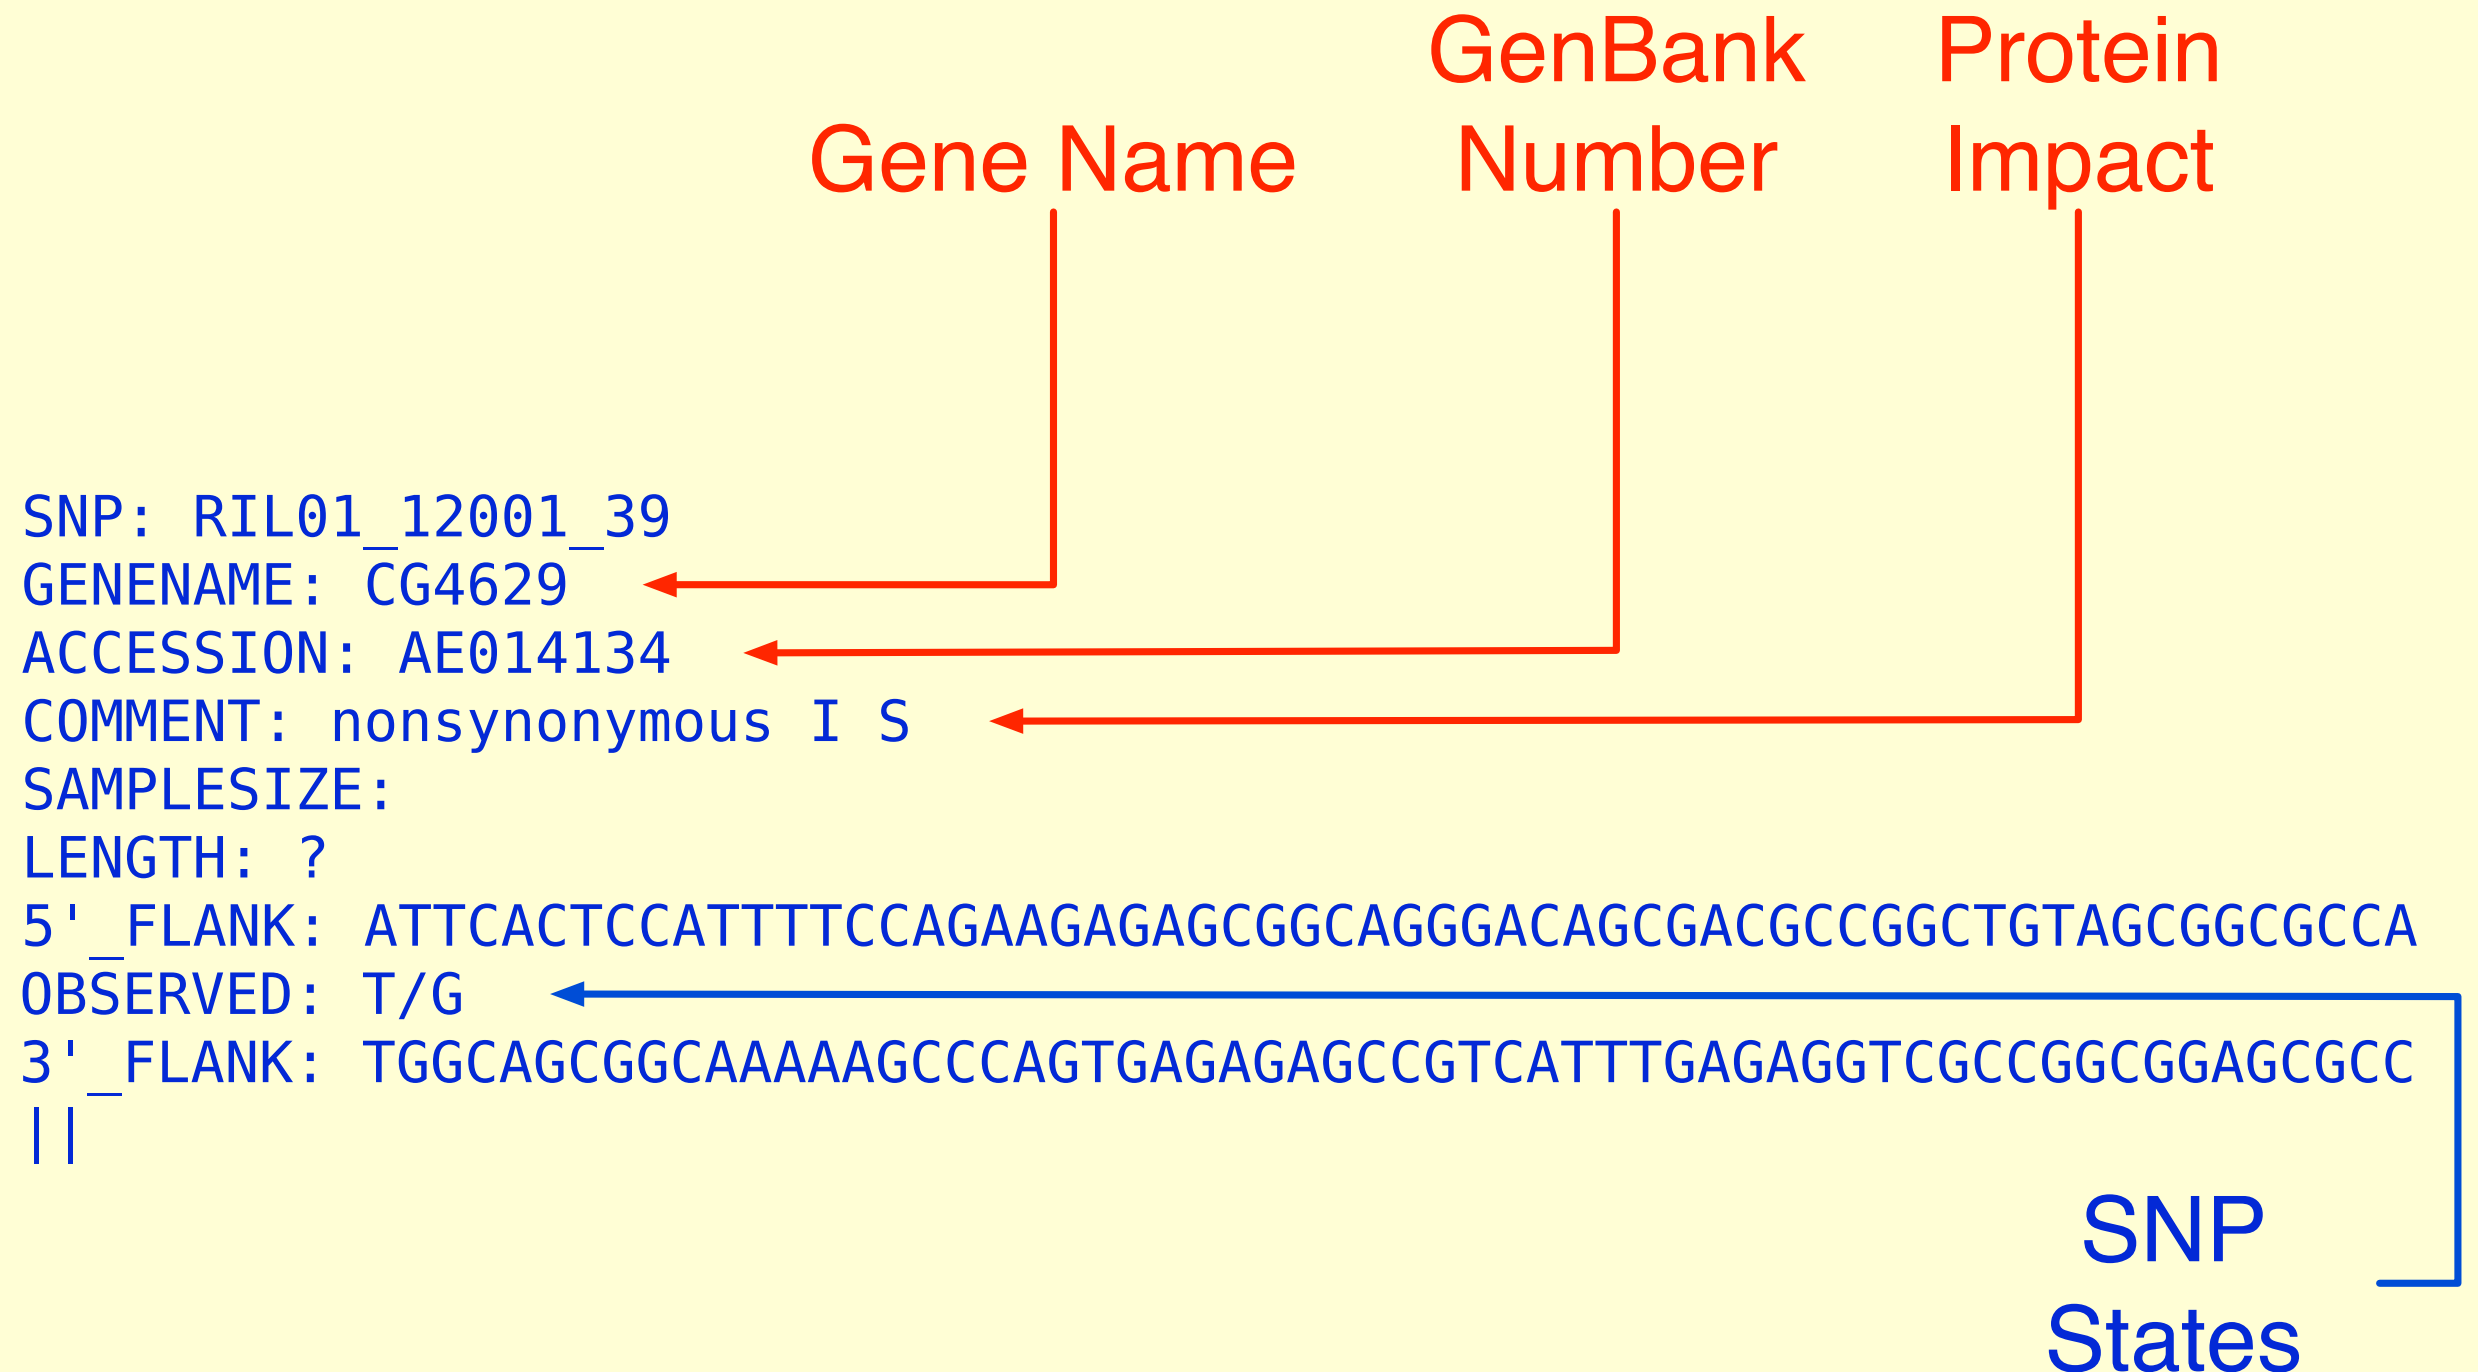 GenBank Protein
Gene Name Number Impact
SNP: RIL01_12001_39
GENENAME: CG4629
ACCESSION: AE014134
COMMENT: nonsynonymous I S
SAMPLESIZE:
LENGTH: ?
5'_FLANK: ATTCACTCCATTTTCCAGAAGAGAGCGGCAGGGACAGCGACGCCGGCTGTAGCGGCGCCA
OBSERVED: T/G
3'_FLANK: TGGCAGCGGCAAAAAGCCCAGTGAGAGAGCCGTCATTTGAGAGGTCGCCGGCGGAGCGCC
||
SNP
States